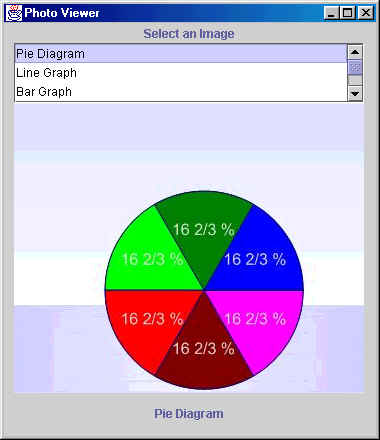 Photo Viewer
Select an Image
Pie Diagram
Line Graph
Bar Graph
16 2/3 %
16 2/3 %
16 2/3 %
16 2/3 %
16 2/3 %
16 2/3 %
Pie Diagram